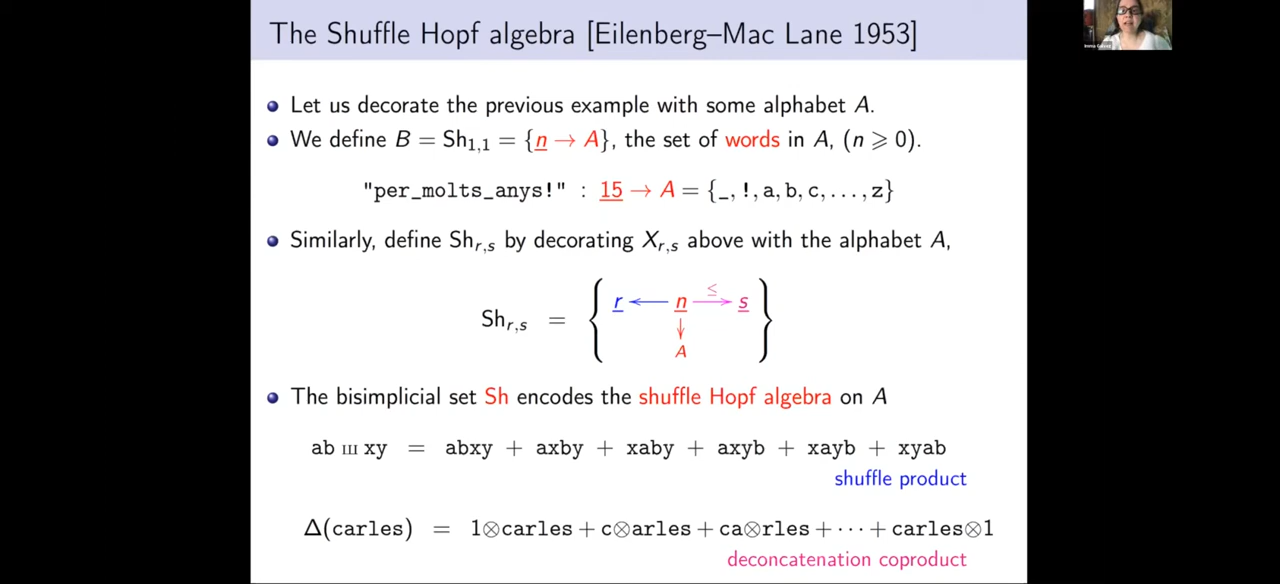 The Shuffle Hopf algebra [Eilenberg–Mac Lane 1953]
Let us decorate the previous example with some alphabet A.
We define B = Sh₁,₁ = {n → A}, the set of words in A, (n ⩾ 0).
"per_molts_anys!" : 15 → A = {_, !, a, b, c, . . . , z}
Similarly, define Shᵣ,ₛ by decorating Xᵣ,ₛ above with the alphabet A,
≤
Shᵣ,ₛ = { r ← n → s }
↓
A
The bisimplicial set Sh encodes the shuffle Hopf algebra on A
ab ш xy = abxy + axby + xaby + axyb + xayb + xyab
shuffle product
Δ(carles) = 1⊗carles + c⊗arles + ca⊗rles + · · · + carles⊗1
deconcatenation coproduct